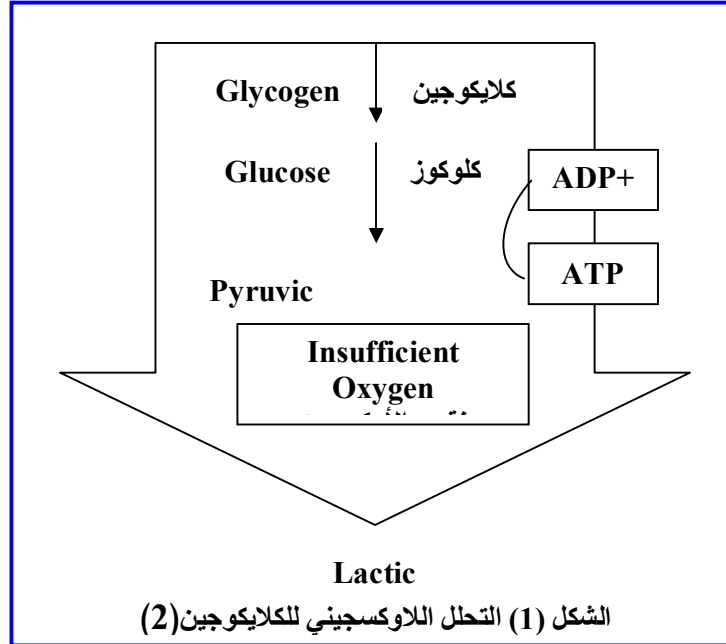 Glycogen كلايكوجين
Glucose كلوكوز
ADP+
ATP
Pyruvic
Insufficient
Oxygen
Lactic
الشكل (1) التحلل اللاوكسجيني للكلايكوجين(2)